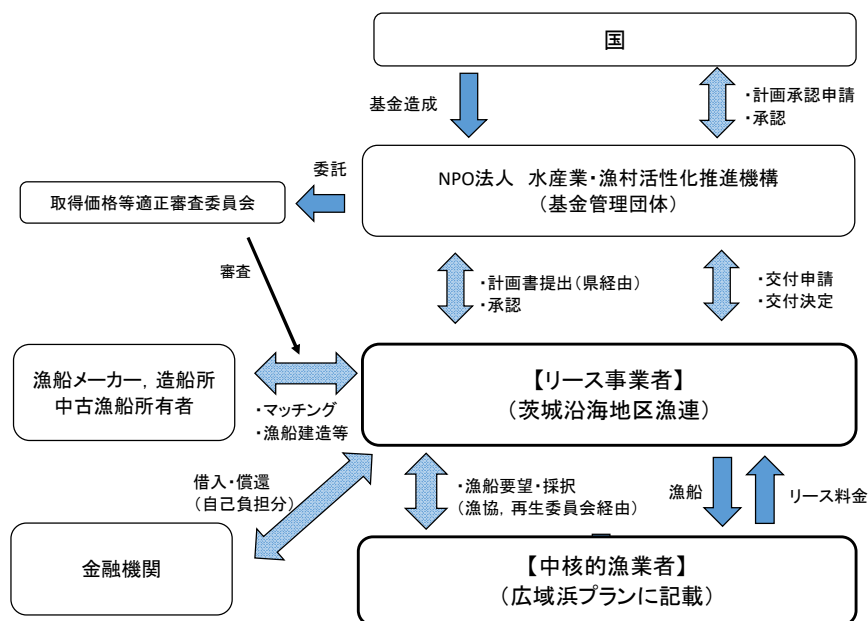 国
基金造成
・計画承認申請
・承認
委託
NPO法人　水産業・漁村活性化推進機構
（基金管理団体）
取得価格等適正審査委員会
審査
・計画書提出（県経由）
・承認
・交付申請
・交付決定
漁船メーカー，造船所
中古漁船所有者
・マッチング
・漁船建造等
【リース事業者】
（茨城沿海地区漁連）
借入・償還
（自己負担分）
・漁船要望・採択
（漁協，再生委員会経由）
漁船
リース料金
金融機関
【中核的漁業者】
（広域浜プランに記載）